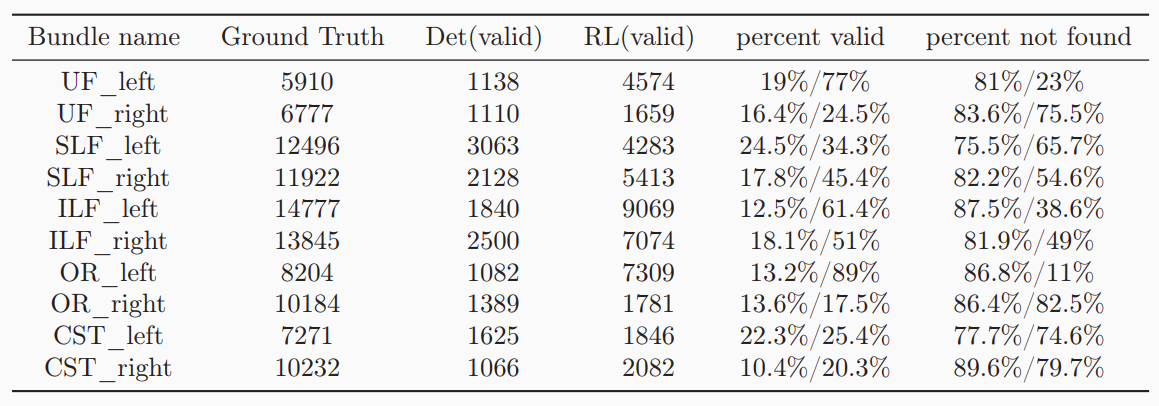 Bundle name Ground Truth Det(valid) RL(valid) percent valid percent not found
UF_left 5910 1138 4574 19%/77% 81%/23%
UF_right 6777 1110 1659 16.4%/24.5% 83.6%/75.5%
SLF_left 12496 3063 4283 24.5%/34.3% 75.5%/65.7%
SLF_right 11922 2128 5413 17.8%/45.4% 82.2%/54.6%
ILF_left 14777 1840 9069 12.5%/61.4% 87.5%/38.6%
ILF_right 13845 2500 7074 18.1%/51% 81.9%/49%
OR_left 8204 1082 7309 13.2%/89% 86.8%/11%
OR_right 10184 1389 1781 13.6%/17.5% 86.4%/82.5%
CST_left 7271 1625 1846 22.3%/25.4% 77.7%/74.6%
CST_right 10232 1066 2082 10.4%/20.3% 89.6%/79.7%